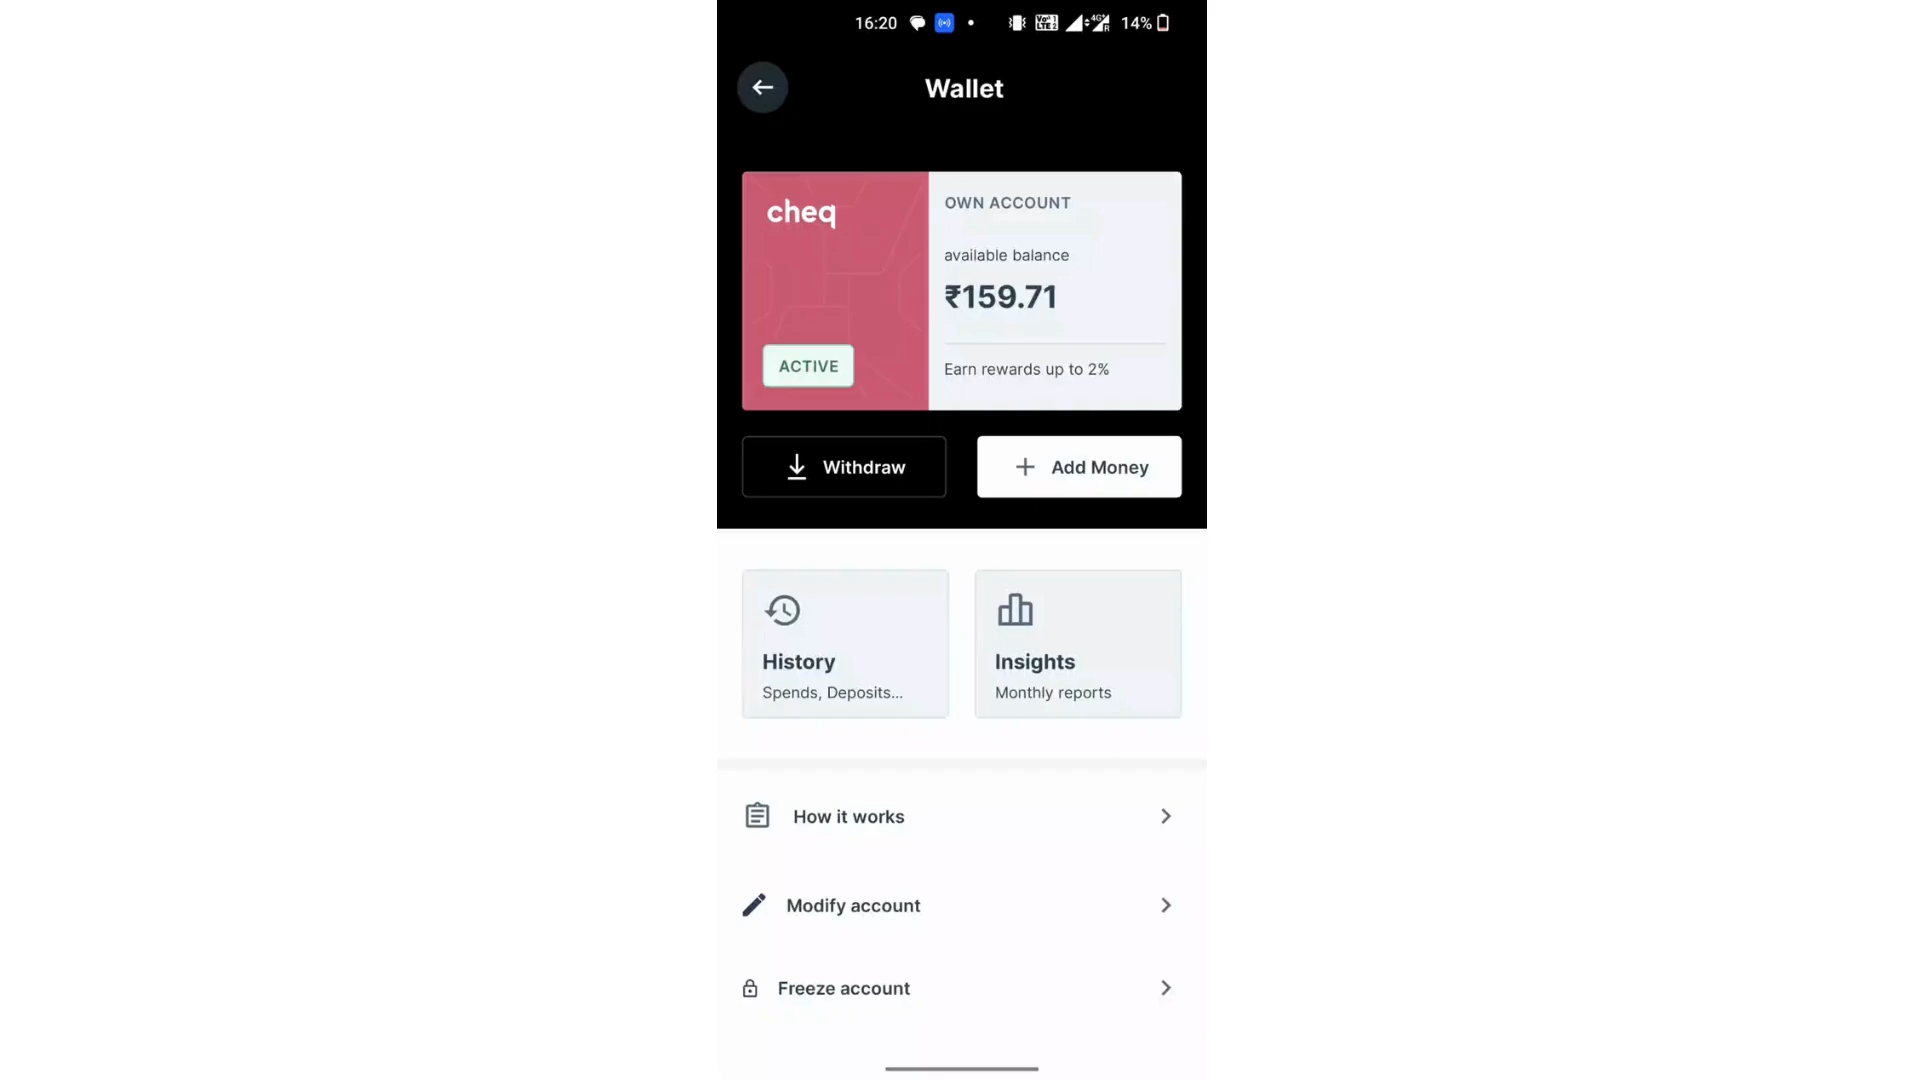 16:20 14%
Wallet
cheq
OWN ACCOUNT
available balance
₹159.71
ACTIVE
Earn rewards up to 2%
Withdraw
Add Money
History
Spends, Deposits...
Insights
Monthly reports
How it works
Modify account
Freeze account